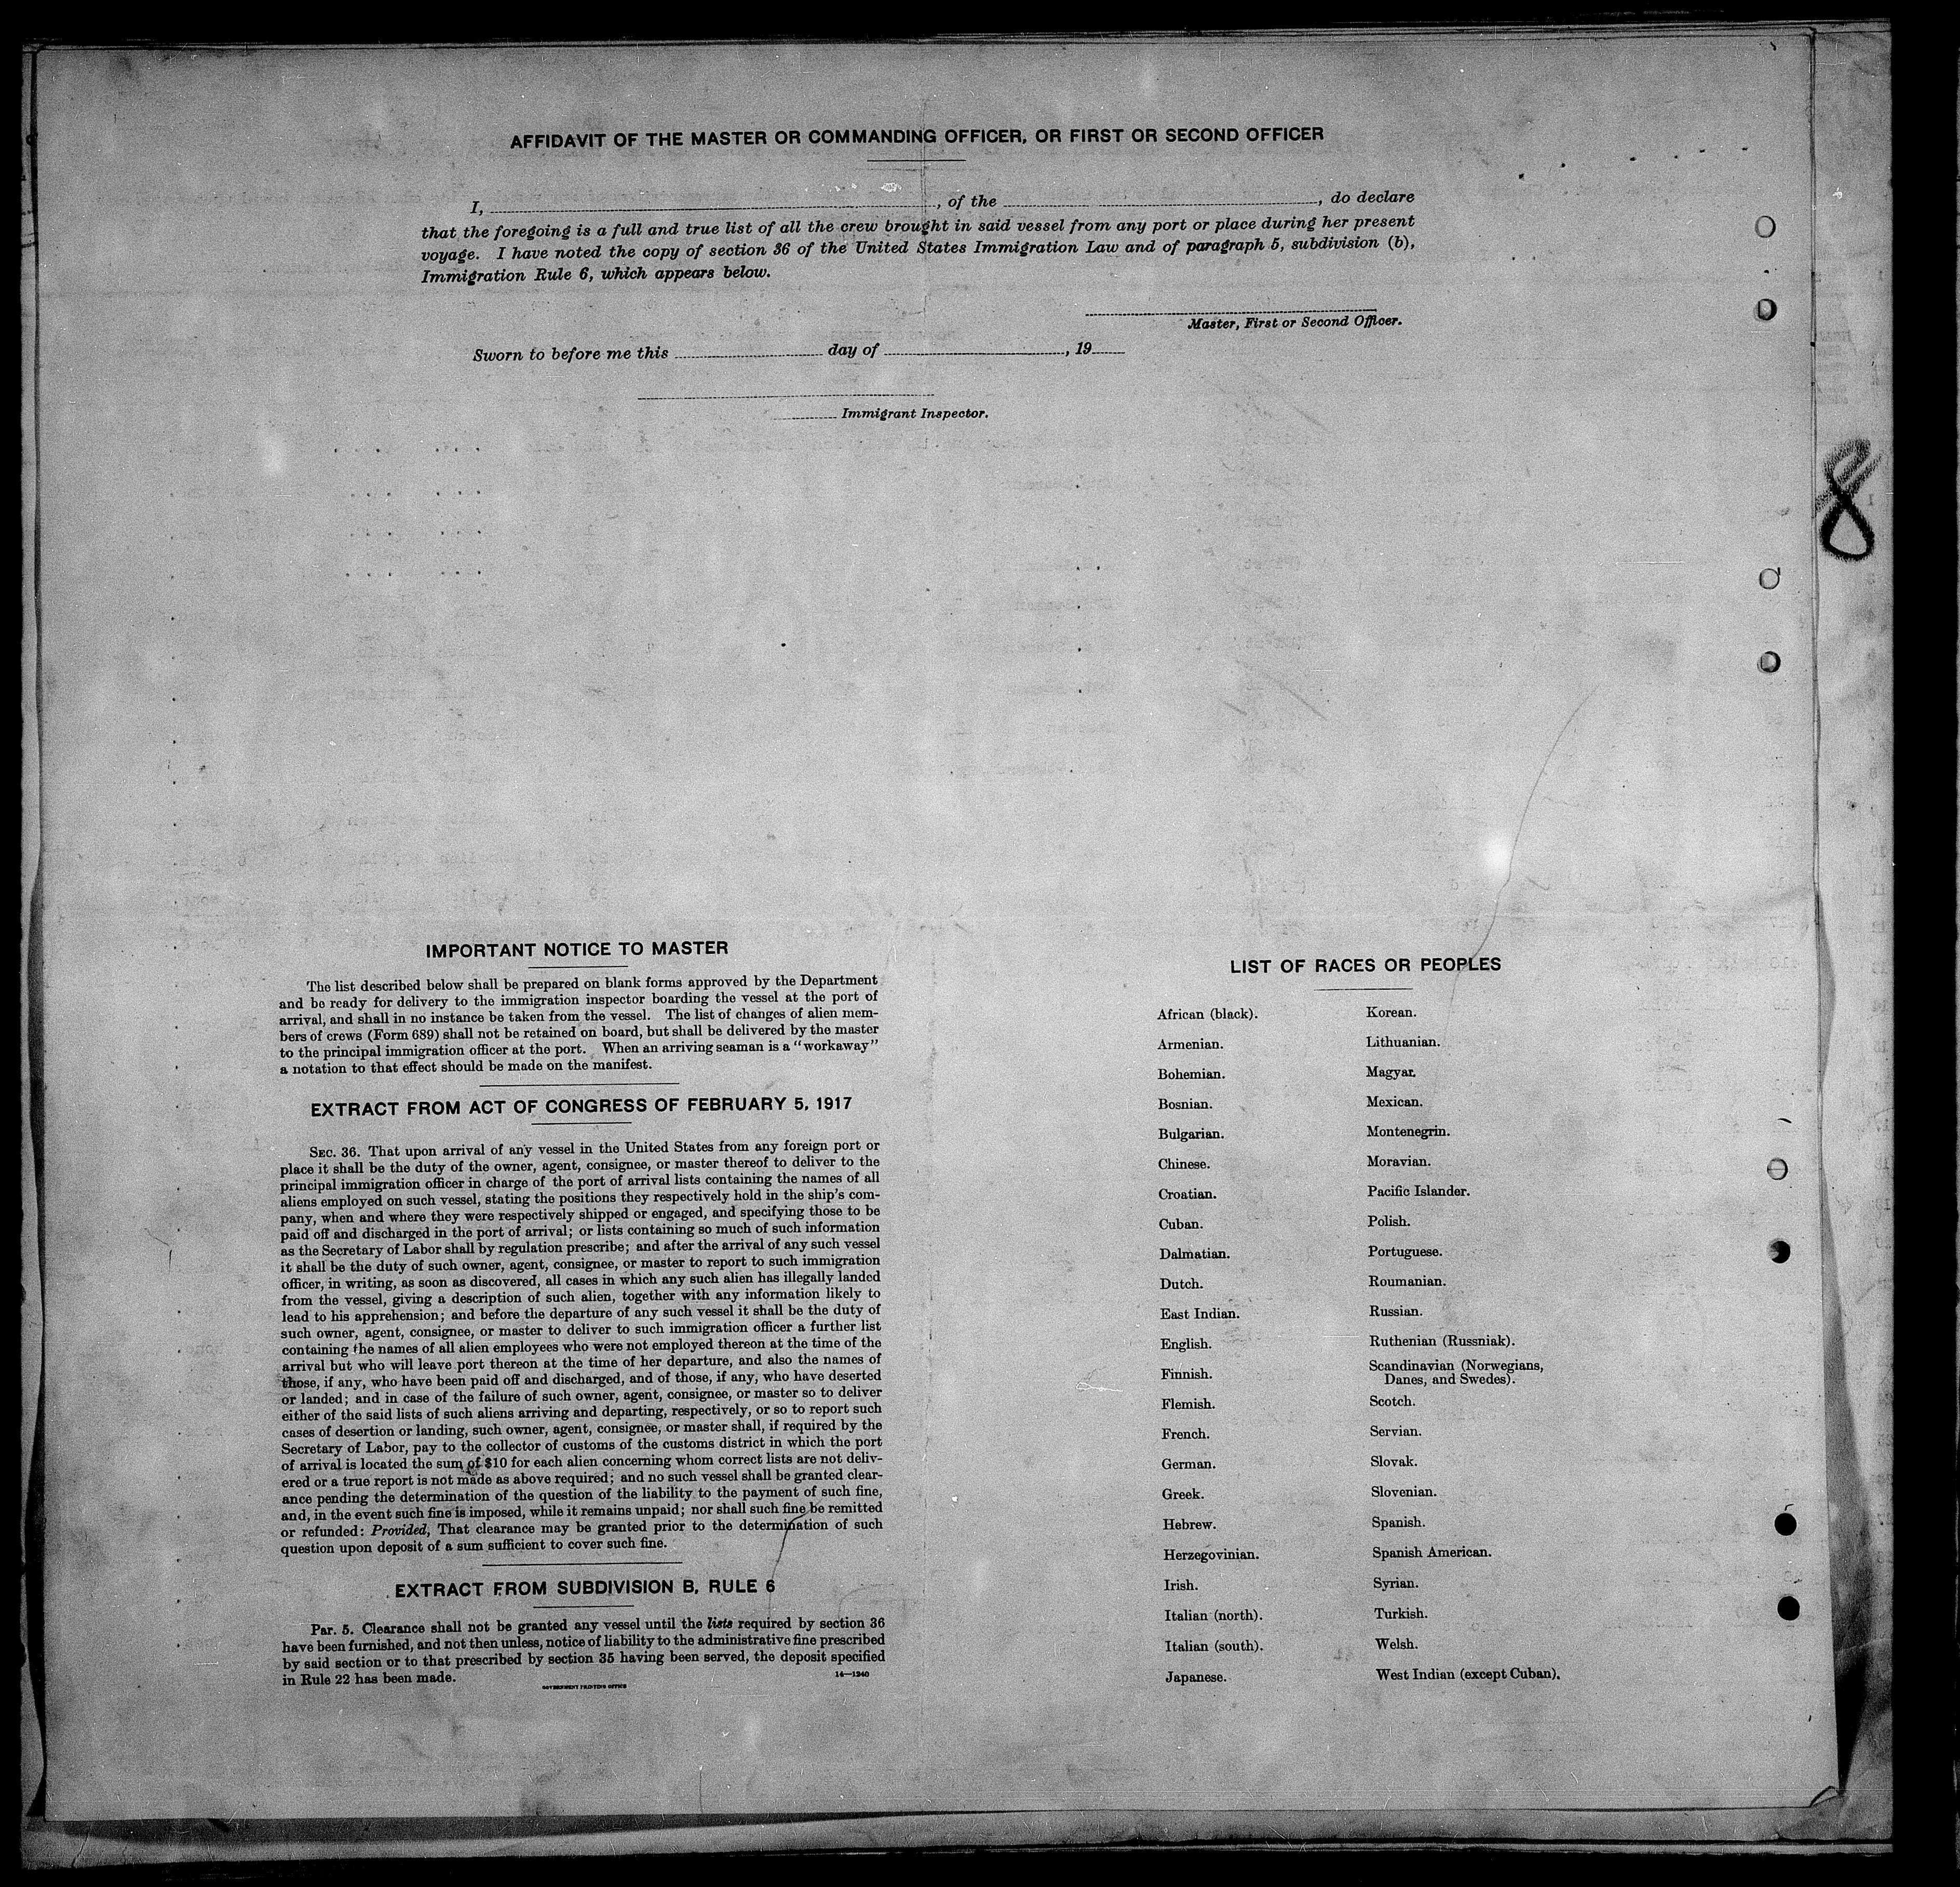 AFFIDAVIT OF THE MASTER OR COMMANDING OFFICER, OR FIRST OR SECOND OFFICER
I, , of the , do declare
that the foregoing is a full and true list of all the crew brought in said vessel from any port or place during her present
voyage. I have noted the copy of section 36 of the United States Immigration Law and of paragraph 5, subdivision (b),
Immigration Rule 6, which appears below.
Master, First or Second Officer.
Sworn to before me this day of , 19
Immigrant Inspector.
8
IMPORTANT NOTICE TO MASTER
The list described below shall be prepared on blank forms approved by the Department
and be ready for delivery to the immigration inspector boarding the vessel at the port of
arrival, and shall in no instance be taken from the vessel. The list of changes of alien mem-
bers of crews (Form 689) shall not be retained on board, but shall be delivered by the master
to the principal immigration officer at the port. When an arriving seaman is a "workaway"
a notation to that effect should be made on the manifest.
EXTRACT FROM ACT OF CONGRESS OF FEBRUARY 5, 1917
SEC. 36. That upon arrival of any vessel in the United States from any foreign port or
place it shall be the duty of the owner, agent, consignee, or master thereof to deliver to the
principal immigration officer in charge of the port of arrival lists containing the names of all
aliens employed on such vessel, stating the positions they respectively hold in the ship's com-
pany, when and where they were respectively shipped or engaged, and specifying those to be
paid off and discharged in the port of arrival; or lists containing so much of such information
as the Secretary of Labor shall by regulation prescribe; and after the arrival of any such vessel
it shall be the duty of such owner, agent, consignee, or master to report to such immigration
officer, in writing, as soon as discovered, all cases in which any such alien has illegally landed
from the vessel, giving a description of such alien, together with any information likely to
lead to his apprehension; and before the departure of any such vessel it shall be the duty of
such owner, agent, consignee, or master to deliver to such immigration officer a further list
containing the names of all alien employees who were not employed thereon at the time of the
arrival but who will leave port thereon at the time of her departure, and also the names of
those, if any, who have been paid off and discharged, and of those, if any, who have deserted
or landed; and in case of the failure of such owner, agent, consignee, or master so to deliver
either of the said lists of such aliens arriving and departing, respectively, or so to report such
cases of desertion or landing, such owner, agent, consignee, or master shall, if required by the
Secretary of Labor, pay to the collector of customs of the customs district in which the port
of arrival is located the sum of $10 for each alien concerning whom correct lists are not deliv-
ered or a true report is not made as above required; and no such vessel shall be granted clear-
ance pending the determination of the question of the liability to the payment of such fine,
and, in the event such fine is imposed, while it remains unpaid; nor shall such fine be remitted
or refunded: Provided, That clearance may be granted prior to the determination of such
question upon deposit of a sum sufficient to cover such fine.
EXTRACT FROM SUBDIVISION B, RULE 6
Par. 5. Clearance shall not be granted any vessel until the lists required by section 36
have been furnished, and not then unless, notice of liability to the administrative fine prescribed
by said section or to that prescribed by section 35 having been served, the deposit specified
in Rule 22 has been made.
14—1240
GOVERNMENT PRINTING OFFICE
LIST OF RACES OR PEOPLES
African (black).
Armenian.
Bohemian.
Bosnian.
Bulgarian.
Chinese.
Croatian.
Cuban.
Dalmatian.
Dutch.
East Indian.
English.
Finnish.
Flemish.
French.
German.
Greek.
Hebrew.
Herzegovinian.
Irish.
Italian (north).
Italian (south).
Japanese.
Korean.
Lithuanian.
Magyar.
Mexican.
Montenegrin.
Moravian.
Pacific Islander.
Polish.
Portuguese.
Roumanian.
Russian.
Ruthenian (Russniak).
Scandinavian (Norwegians,
Danes, and Swedes).
Scotch.
Servian.
Slovak.
Slovenian.
Spanish.
Spanish American.
Syrian.
Turkish.
Welsh.
West Indian (except Cuban).